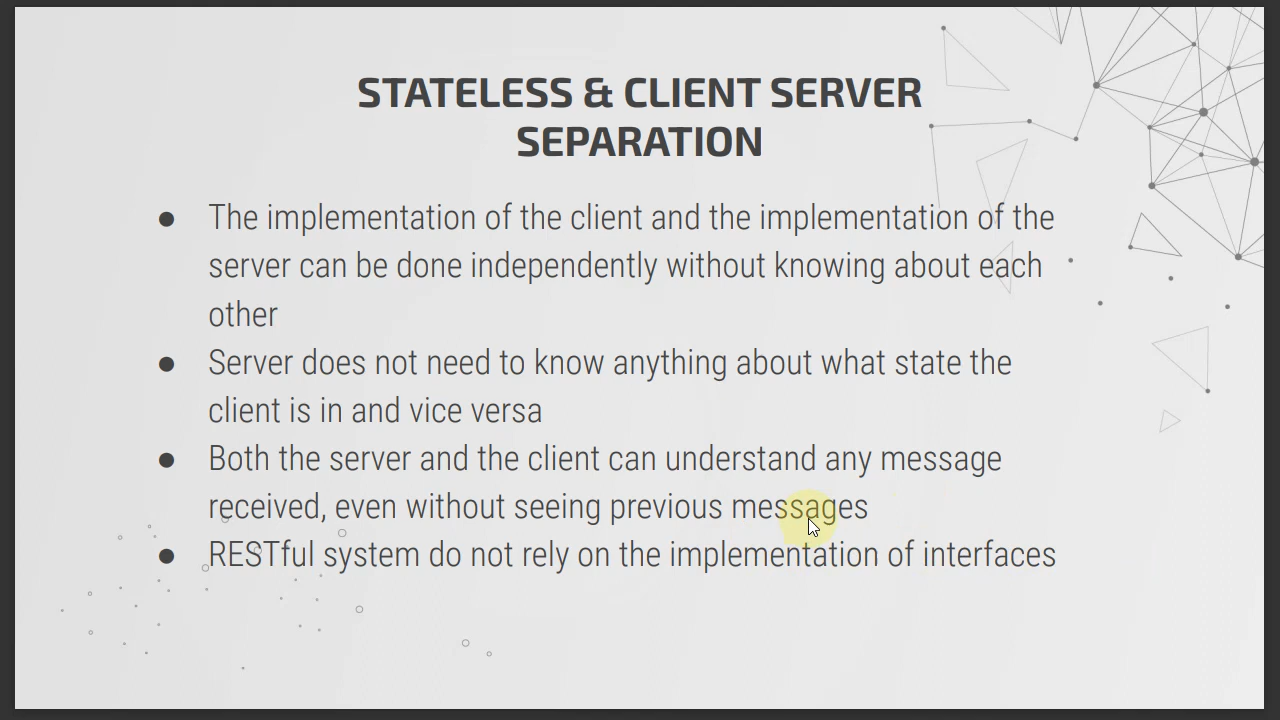 STATELESS & CLIENT SERVER
SEPARATION
● The implementation of the client and the implementation of the
server can be done independently without knowing about each
other
● Server does not need to know anything about what state the
client is in and vice versa
● Both the server and the client can understand any message
received, even without seeing previous messages
● RESTful system do not rely on the implementation of interfaces